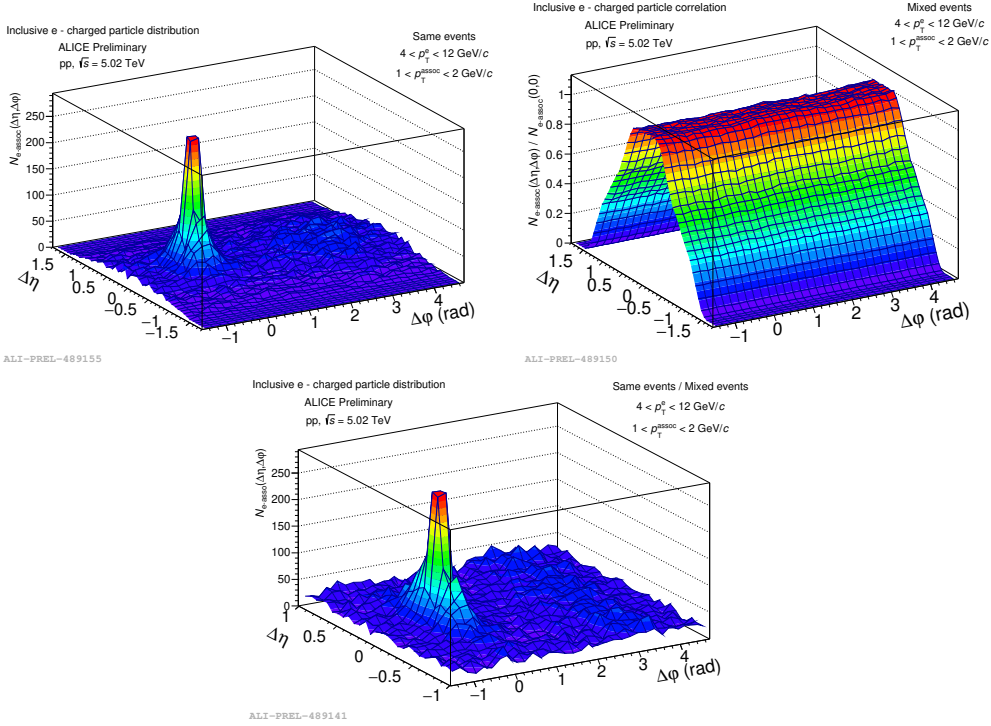 Inclusive e - charged particle distribution
ALICE Preliminary
pp, √s = 5.02 TeV
Same events
4 < p_T^e < 12 GeV/c
1 < p_T^assoc < 2 GeV/c
N_e-assoc(Δη,Δφ)
250
200
150
100
50
0
1.5
1
0.5
0
−0.5
−1
−1.5
Δη
−1
0
1
2
3
4
Δφ (rad)
ALI−PREL−489155
Inclusive e - charged particle correlation
ALICE Preliminary
pp, √s = 5.02 TeV
Mixed events
4 < p_T^e < 12 GeV/c
1 < p_T^assoc < 2 GeV/c
N_e-assoc(Δη,Δφ) / N_e-assoc(0,0)
1
0.8
0.6
0.4
0.2
0
1.5
1
0.5
0
−0.5
−1
−1.5
Δη
−1
0
1
2
3
4
Δφ (rad)
ALI−PREL−489150
Inclusive e - charged particle distribution
ALICE Preliminary
pp, √s = 5.02 TeV
Same events / Mixed events
4 < p_T^e < 12 GeV/c
1 < p_T^assoc < 2 GeV/c
N_e-asso(Δη,Δφ)
250
200
150
100
50
0
1
0.5
0
−0.5
−1
Δη
−1
0
1
2
3
4
Δφ (rad)
ALI−PREL−489141